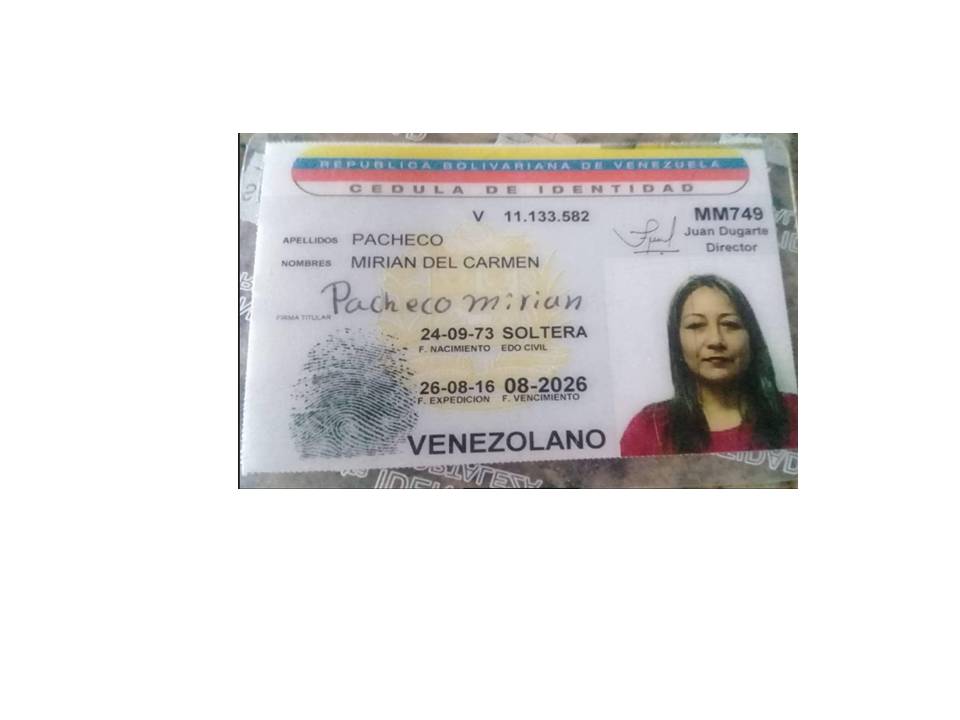 REPÚBLICA BOLIVARIANA DE VENEZUELA
CEDULA DE IDENTIDAD
V 11.133.582
MM749
Juan Dugarte
Director
APELLIDOS PACHECO
NOMBRES MIRIAN DEL CARMEN
Pacheco mirian
FIRMA TITULAR
24-09-73 SOLTERA
F. NACIMIENTO EDO CIVIL
26-08-16 08-2026
F. EXPEDICION F. VENCIMIENTO
VENEZOLANO